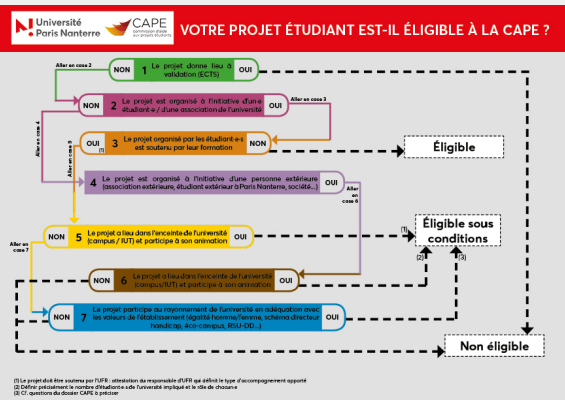 Université
Paris Nanterre
CAPE
commission d'aide
aux projets étudiants
VOTRE PROJET ÉTUDIANT EST-IL ÉLIGIBLE À LA CAPE ?
Aller en case 2
NON 1 Le projet donne lieu à
validation (ECTS) OUI
NON 2 Le projet est organisé à l'initiative d'un·e
étudiant·e / d'une association de l'université OUI
Aller en case 3
Aller en case 4
OUI 3 Le projet organisé par les étudiant·e·s
est soutenu par leur formation NON
(1)
Éligible
4 Le projet est organisé à l'initiative d'une personne extérieure
(association extérieure, étudiant extérieur à Paris Nanterre, société...) OUI
Aller
en
case 6
NON 5 Le projet a lieu dans l'enceinte de l'université
(campus / IUT) et participe à son animation OUI
(1)
Éligible sous
conditions
(2)
(3)
Aller en
case 7
NON 6 Le projet a lieu dans l'enceinte de l'université
(campus/IUT) et participe à son animation OUI
NON 7 Le projet participe au rayonnement de l'université en adéquation avec
les valeurs de l'établissement (égalité homme/femme, schéma directeur
handicap, éco-campus, RSU-DD...) OUI
Non éligible
(1) Le projet doit être soutenu par l'UFR : attestation du responsable d'UFR qui définit le type d'accompagnement apporté
(2) Définir précisément le nombre d'étudiant·e·s de l'université impliqué et le rôle de chacun·e
(3) Cf. questions du dossier CAPE à préciser